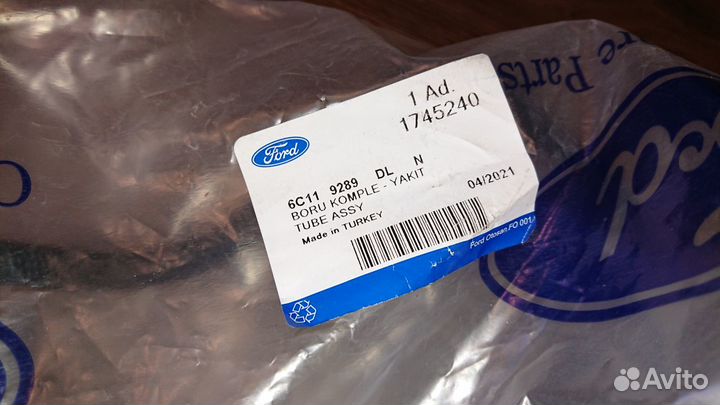 1 Ad.
1745240
Ford
6C11 9289 DL N
BORU KOMPLE - YAKIT
TUBE ASSY
Made in TURKEY
04/2021
Ford Otosan FO 001
Parts
Avito